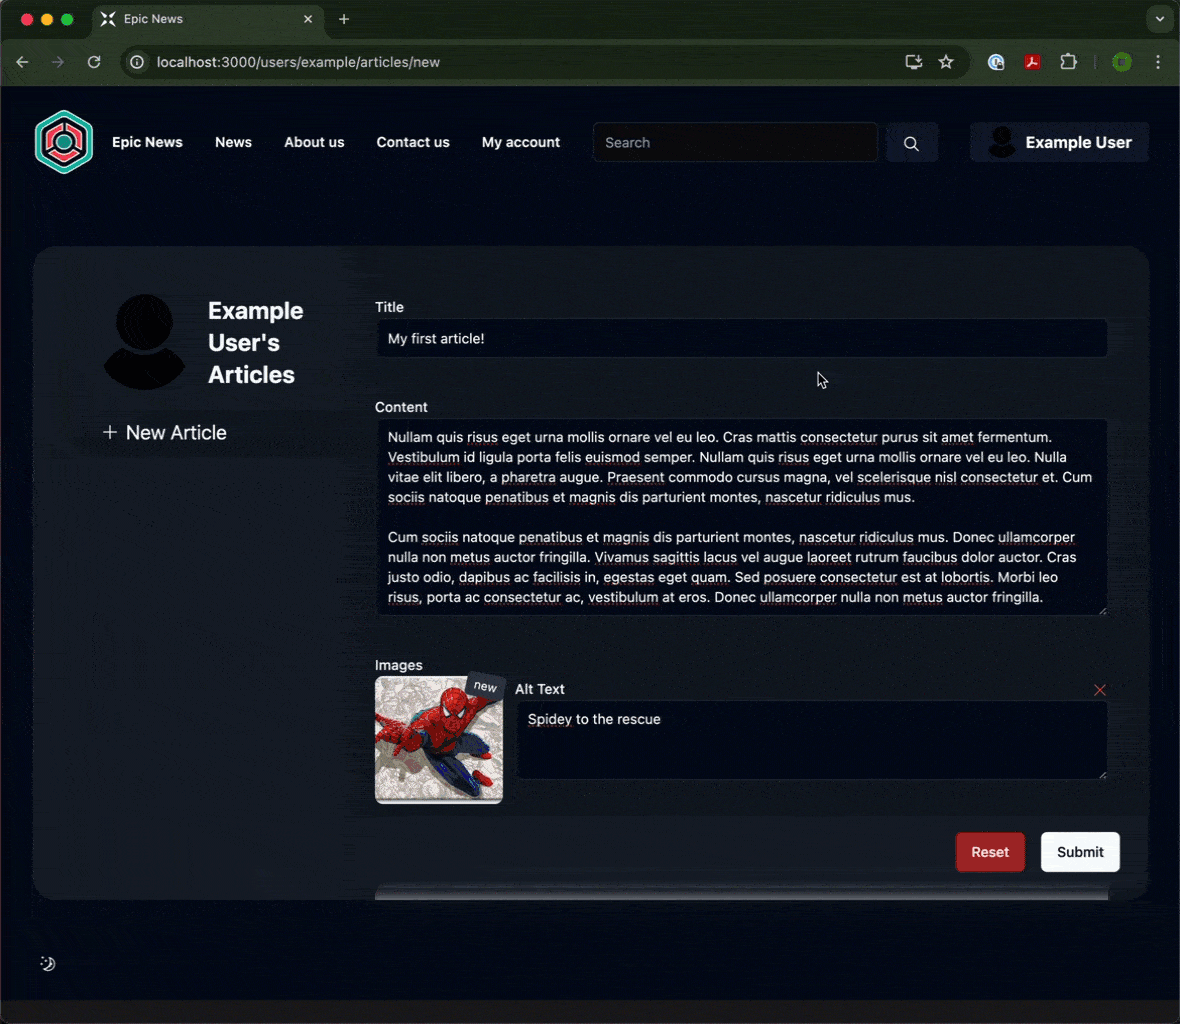 Epic News
localhost:3000/users/example/articles/new
Epic News
News
About us
Contact us
My account
Search
Example User
Example
User's
Articles
New Article
Title
My first article!
Content
Nullam quis risus eget urna mollis ornare vel eu leo. Cras mattis consectetur purus sit amet fermentum.
Vestibulum id ligula porta felis euismod semper. Nullam quis risus eget urna mollis ornare vel eu leo. Nulla
vitae elit libero, a pharetra augue. Praesent commodo cursus magna, vel scelerisque nisl consectetur et. Cum
sociis natoque penatibus et magnis dis parturient montes, nascetur ridiculus mus.
Cum sociis natoque penatibus et magnis dis parturient montes, nascetur ridiculus mus. Donec ullamcorper
nulla non metus auctor fringilla. Vivamus sagittis lacus vel augue laoreet rutrum faucibus dolor auctor. Cras
justo odio, dapibus ac facilisis in, egestas eget quam. Sed posuere consectetur est at lobortis. Morbi leo
risus, porta ac consectetur ac, vestibulum at eros. Donec ullamcorper nulla non metus auctor fringilla.
Images
new
Alt Text
Spidey to the rescue
Reset
Submit